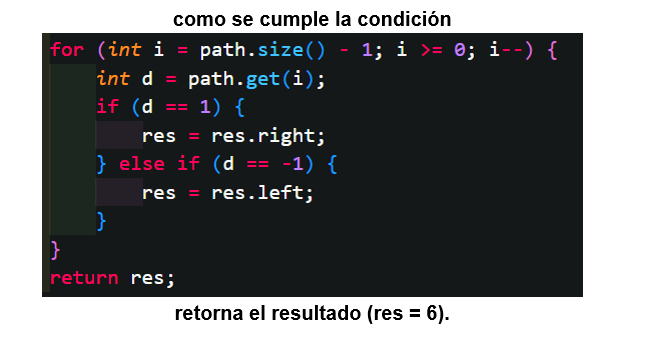 como se cumple la condición
for (int i = path.size() - 1; i >= 0; i--) {
int d = path.get(i);
if (d == 1) {
res = res.right;
} else if (d == -1) {
res = res.left;
}
}
return res;
retorna el resultado (res = 6).